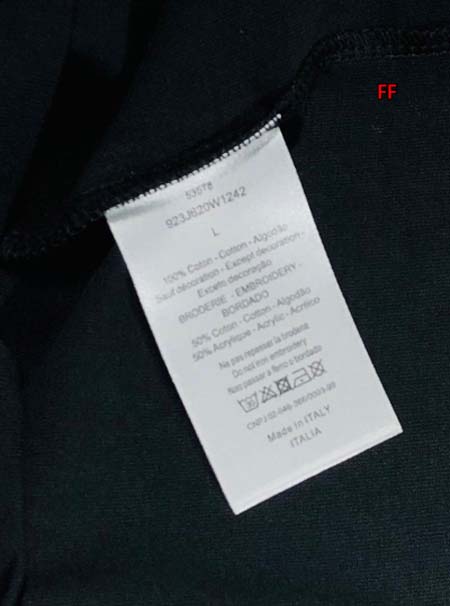 FF
53578
923J620W1242
L
100% Coton - Cotton - Algodão
Sauf décoration - Except decoration -
Exceto decoração
BRODERIE - EMBROIDERY -
BORDADO
50% Coton - Cotton - Algodão
50% Acrylique - Acrylic - Acrílico
Ne pas repasser la broderie
Do not iron embroidery
Não passar a ferro o bordado
Made in ITALY
ITALIA